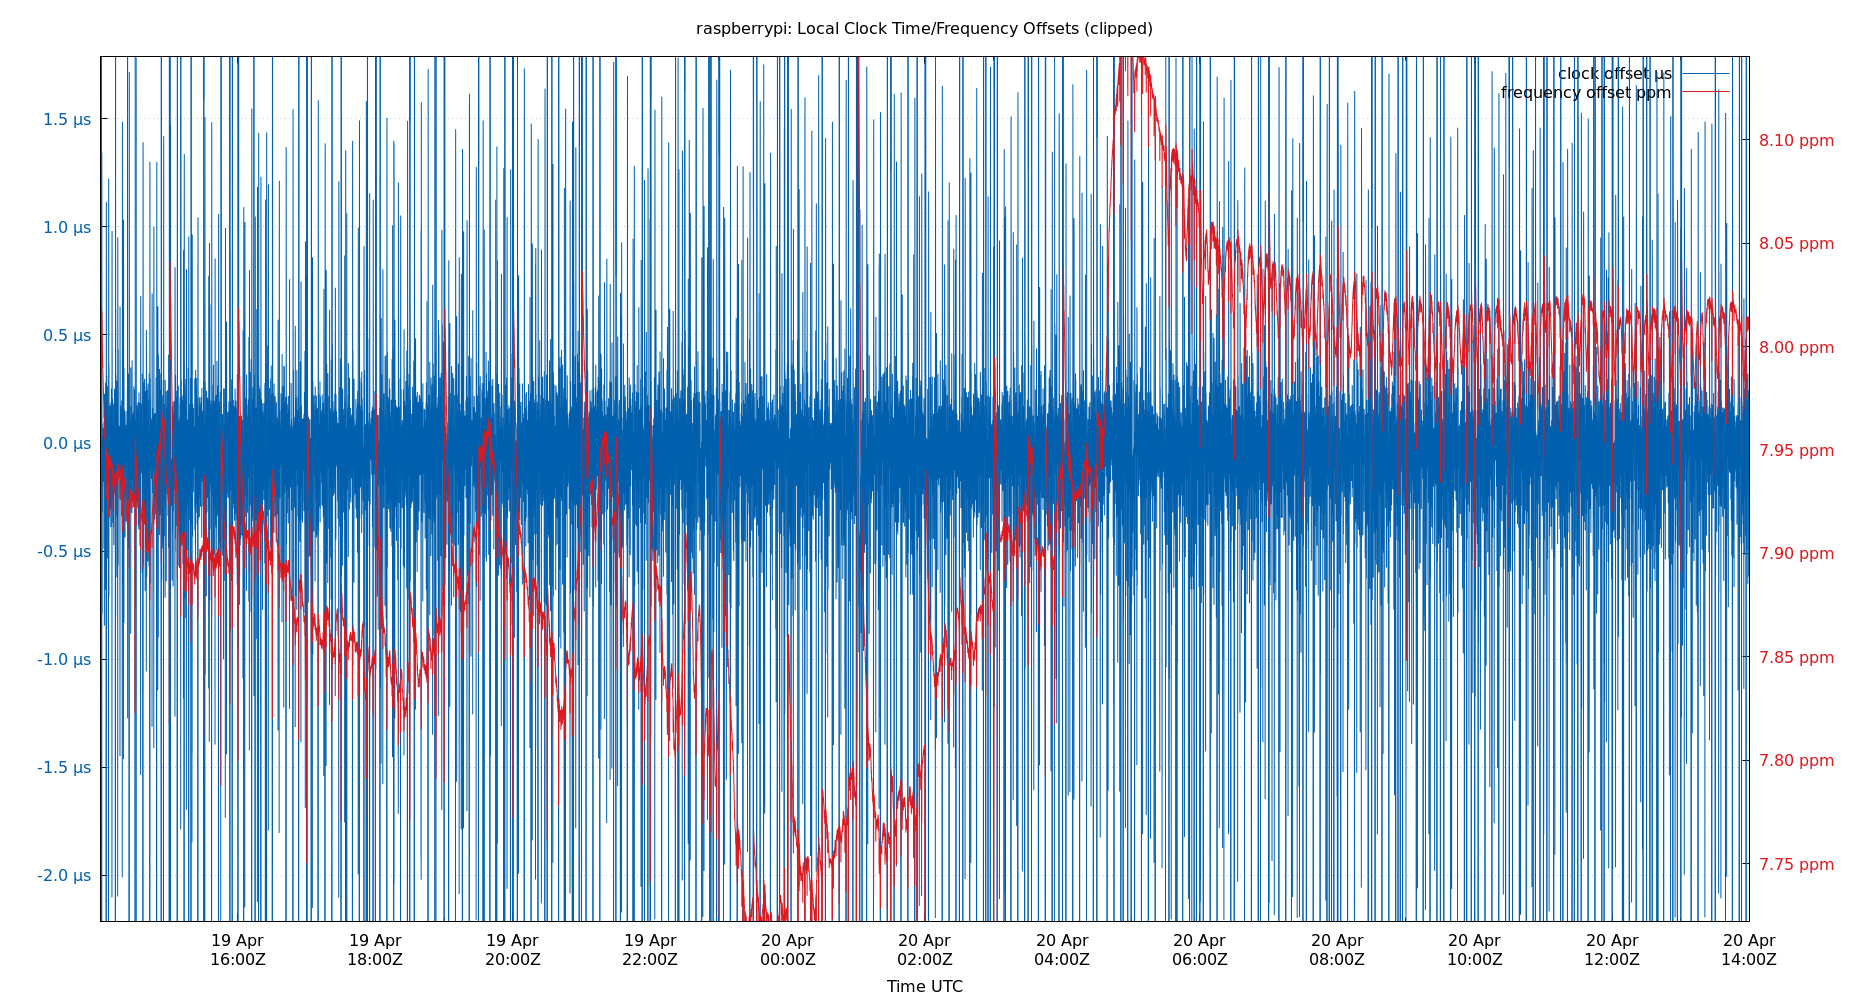 raspberrypi: Local Clock Time/Frequency Offsets (clipped)
clock offset µs
frequency offset ppm
1.5 µs
1.0 µs
0.5 µs
0.0 µs
-0.5 µs
-1.0 µs
-1.5 µs
-2.0 µs
8.10 ppm
8.05 ppm
8.00 ppm
7.95 ppm
7.90 ppm
7.85 ppm
7.80 ppm
7.75 ppm
19 Apr 19 Apr 19 Apr 19 Apr 20 Apr 20 Apr 20 Apr 20 Apr 20 Apr 20 Apr 20 Apr 20 Apr
16:00Z 18:00Z 20:00Z 22:00Z 00:00Z 02:00Z 04:00Z 06:00Z 08:00Z 10:00Z 12:00Z 14:00Z
Time UTC